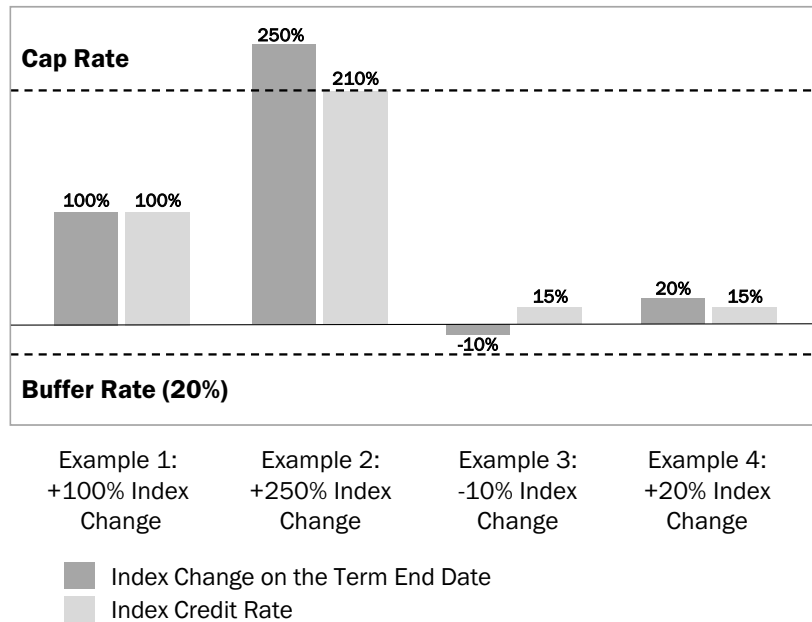 250%
Cap Rate
210%
100% 100%
15% 20% 15%
-10%
Buffer Rate (20%)
Example 1: Example 2: Example 3: Example 4:
+100% Index +250% Index -10% Index +20% Index
Change Change Change Change
Index Change on the Term End Date
Index Credit Rate